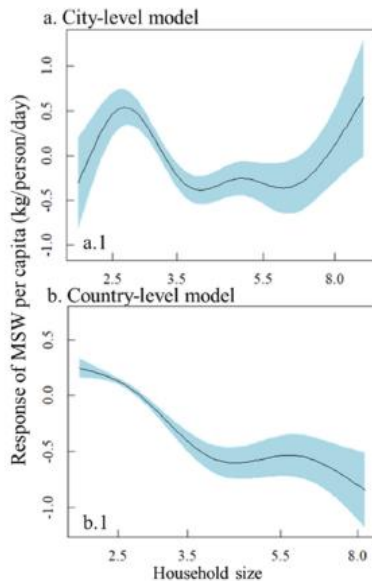 a. City-level model
1.0
0.5
0.0
-0.5
-1.0
a.1
2.5 3.5 5.5 8.0
Response of MSW per capita (kg/person/day)
b. Country-level model
0.5
0.0
-0.5
-1.0
b.1
2.5 3.5 5.5 8.0
Household size